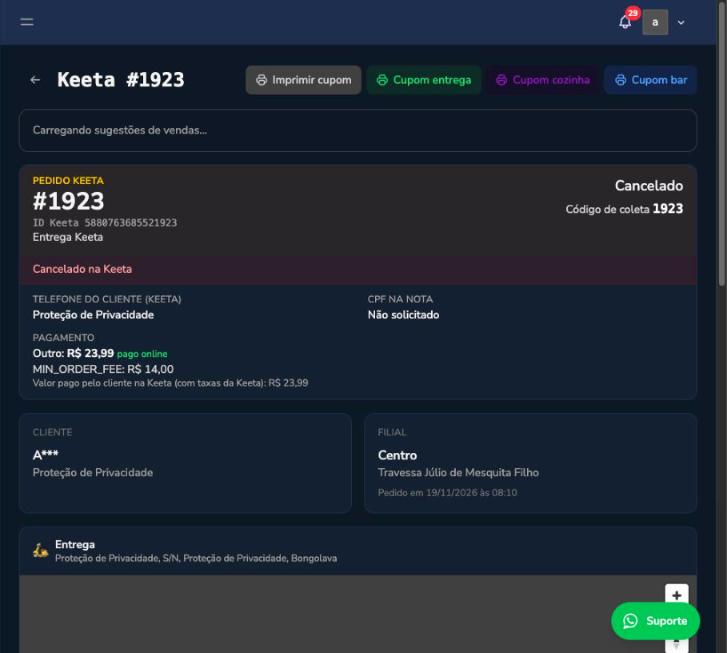 29
a
Keeta #1923
Imprimir cupom
Cupom entrega
Cupom cozinha
Cupom bar
Carregando sugestões de vendas...
PEDIDO KEETA
#1923
ID Keeta 5880763685521923
Entrega Keeta
Cancelado
Código de coleta 1923
Cancelado na Keeta
TELEFONE DO CLIENTE (KEETA)
Proteção de Privacidade
CPF NA NOTA
Não solicitado
PAGAMENTO
Outro: R$ 23,99 pago online
MIN_ORDER_FEE: R$ 14,00
Valor pago pelo cliente na Keeta (com taxas da Keeta): R$ 23,99
CLIENTE
A***
Proteção de Privacidade
FILIAL
Centro
Travessa Júlio de Mesquita Filho
Pedido em 19/11/2026 às 08:10
Entrega
Proteção de Privacidade, S/N, Proteção de Privacidade, Bongolava
+
Suporte